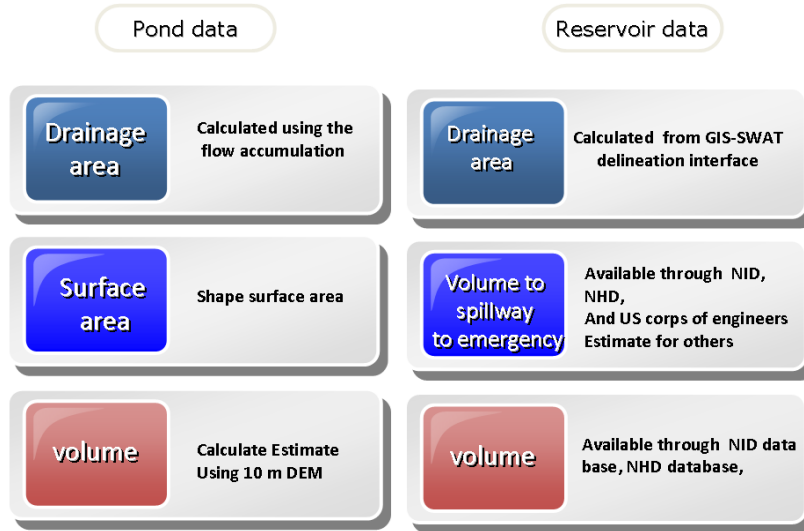 Pond data
Drainage
area
Calculated using the
flow accumulation
Surface
area
Shape surface area
volume
Calculate Estimate
Using 10 m DEM
Reservoir data
Drainage
area
Calculated from GIS-SWAT
delineation interface
Volume to
spillway
to emergency
Available through NID,
NHD,
And US corps of engineers
Estimate for others
volume
Available through NID data
base, NHD database,